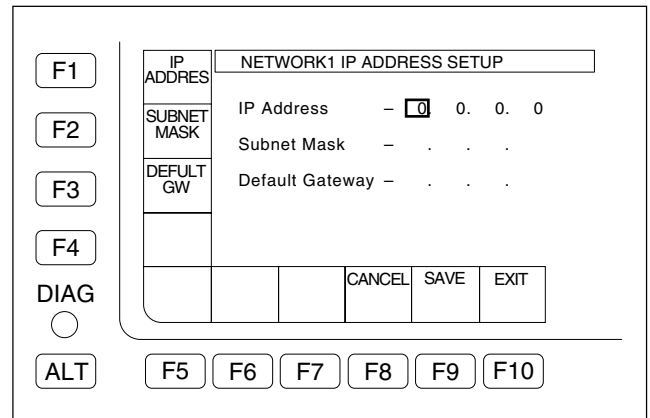 F1
F2
F3
F4
DIAG
ALT
IP
ADDRES
SUBNET
MASK
DEFULT
GW
NETWORK1 IP ADDRESS SETUP
IP Address – 0. 0. 0. 0
Subnet Mask – . . .
Default Gateway – . . .
CANCEL SAVE EXIT
F5 F6 F7 F8 F9 F10